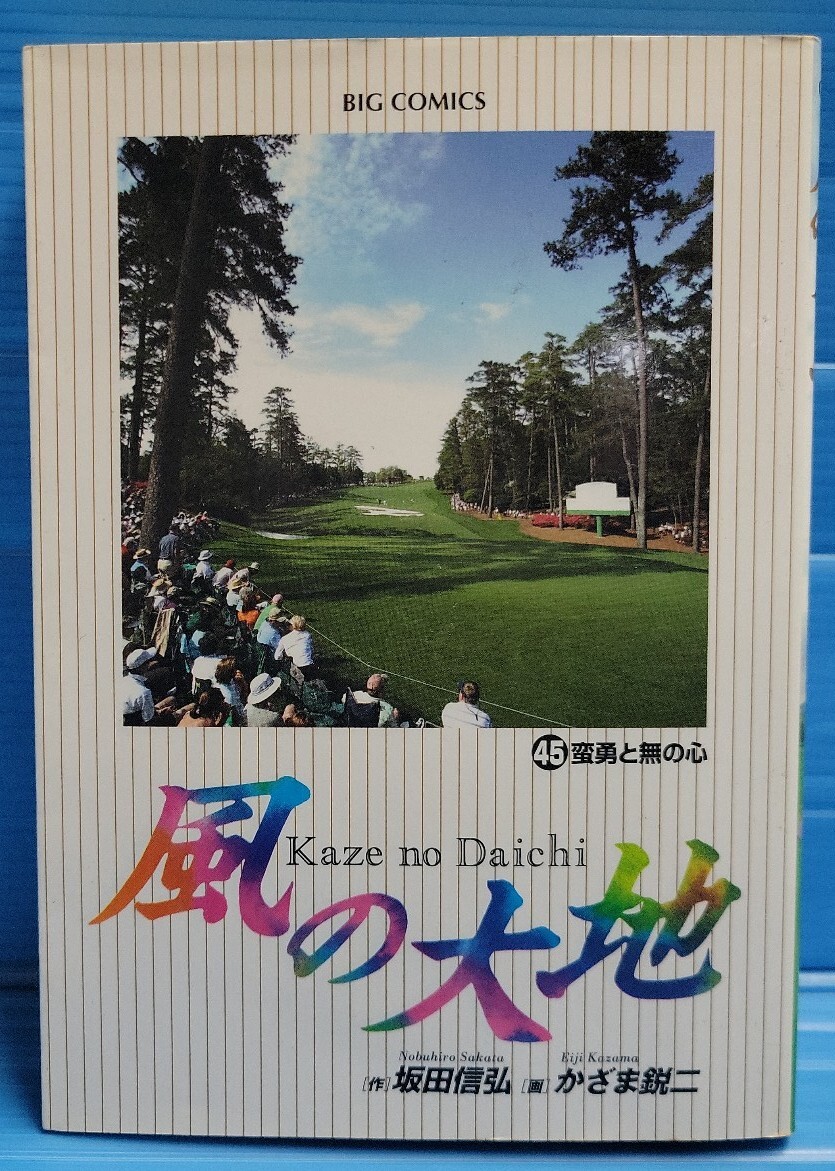 BIG COMICS
45 蛮勇と無の心
風の大地
Kaze no Daichi
Nobuhiro Sakata Eiji Kazama
[作] 坂田信弘 [画] かざま鋭二